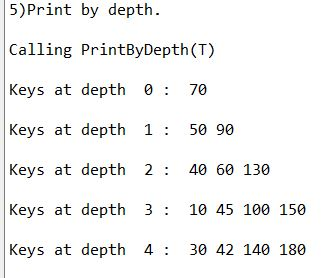 5)Print by depth.
Calling PrintByDepth(T)
Keys at depth  0 :  70
Keys at depth  1 :  50 90
Keys at depth  2 :  40 60 130
Keys at depth  3 :  10 45 100 150
Keys at depth  4 :  30 42 140 180